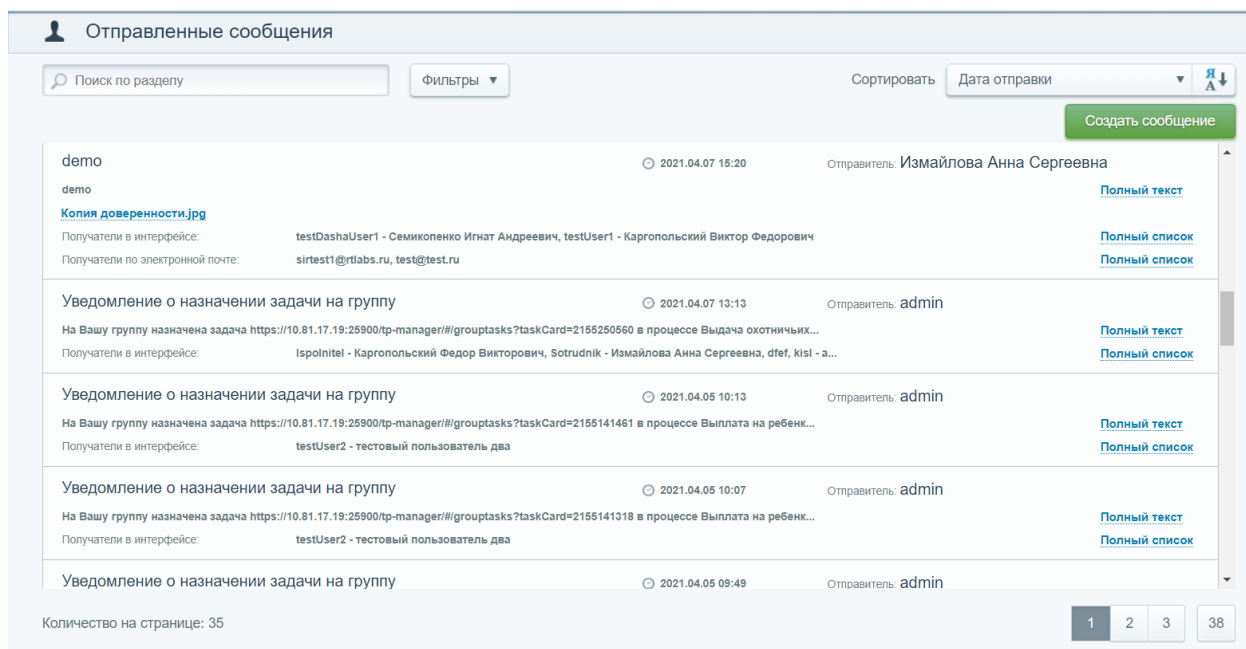 Отправленные сообщения
Поиск по разделу
Фильтры
Сортировать
Дата отправки
Я
А
Создать сообщение
demo 2021.04.07 15:20 Отправитель: Измайлова Анна Сергеевна
demo Полный текст
Копия доверенности.jpg
Получатели в интерфейсе: testDashaUser1 - Семикопенко Игнат Андреевич, testUser1 - Каргопольский Виктор Федорович Полный список
Получатели по электронной почте: sirtest1@rtlabs.ru, test@test.ru Полный список
Уведомление о назначении задачи на группу 2021.04.07 13:13 Отправитель: admin
На Вашу группу назначена задача https://10.81.17.19:25900/tp-manager/#/grouptasks?taskCard=2155250560 в процессе Выдача охотничьих... Полный текст
Получатели в интерфейсе: Ispolnitel - Каргопольский Федор Викторович, Sotrudnik - Измайлова Анна Сергеевна, dfef, kisl - a... Полный список
Уведомление о назначении задачи на группу 2021.04.05 10:13 Отправитель: admin
На Вашу группу назначена задача https://10.81.17.19:25900/tp-manager/#/grouptasks?taskCard=2155141461 в процессе Выплата на ребенк... Полный текст
Получатели в интерфейсе: testUser2 - тестовый пользователь два Полный список
Уведомление о назначении задачи на группу 2021.04.05 10:07 Отправитель: admin
На Вашу группу назначена задача https://10.81.17.19:25900/tp-manager/#/grouptasks?taskCard=2155141318 в процессе Выплата на ребенк... Полный текст
Получатели в интерфейсе: testUser2 - тестовый пользователь два Полный список
Уведомление о назначении задачи на группу 2021.04.05 09:49 Отправитель: admin
Количество на странице: 35 1 2 3 38